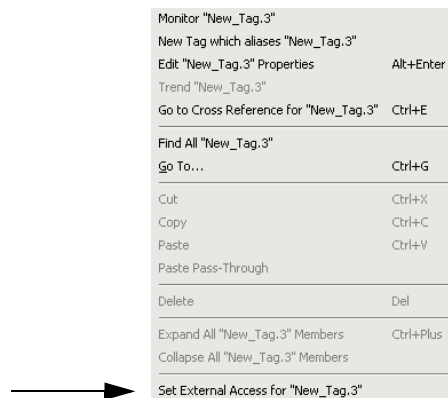 Monitor "New_Tag.3"
New Tag which aliases "New_Tag.3"
Edit "New_Tag.3" Properties Alt+Enter
Trend "New_Tag.3"
Go to Cross Reference for "New_Tag.3" Ctrl+E
Find All "New_Tag.3"
Go To... Ctrl+G
Cut Ctrl+X
Copy Ctrl+C
Paste Ctrl+V
Paste Pass-Through
Delete Del
Expand All "New_Tag.3" Members Ctrl+Plus
Collapse All "New_Tag.3" Members
Set External Access for "New_Tag.3"